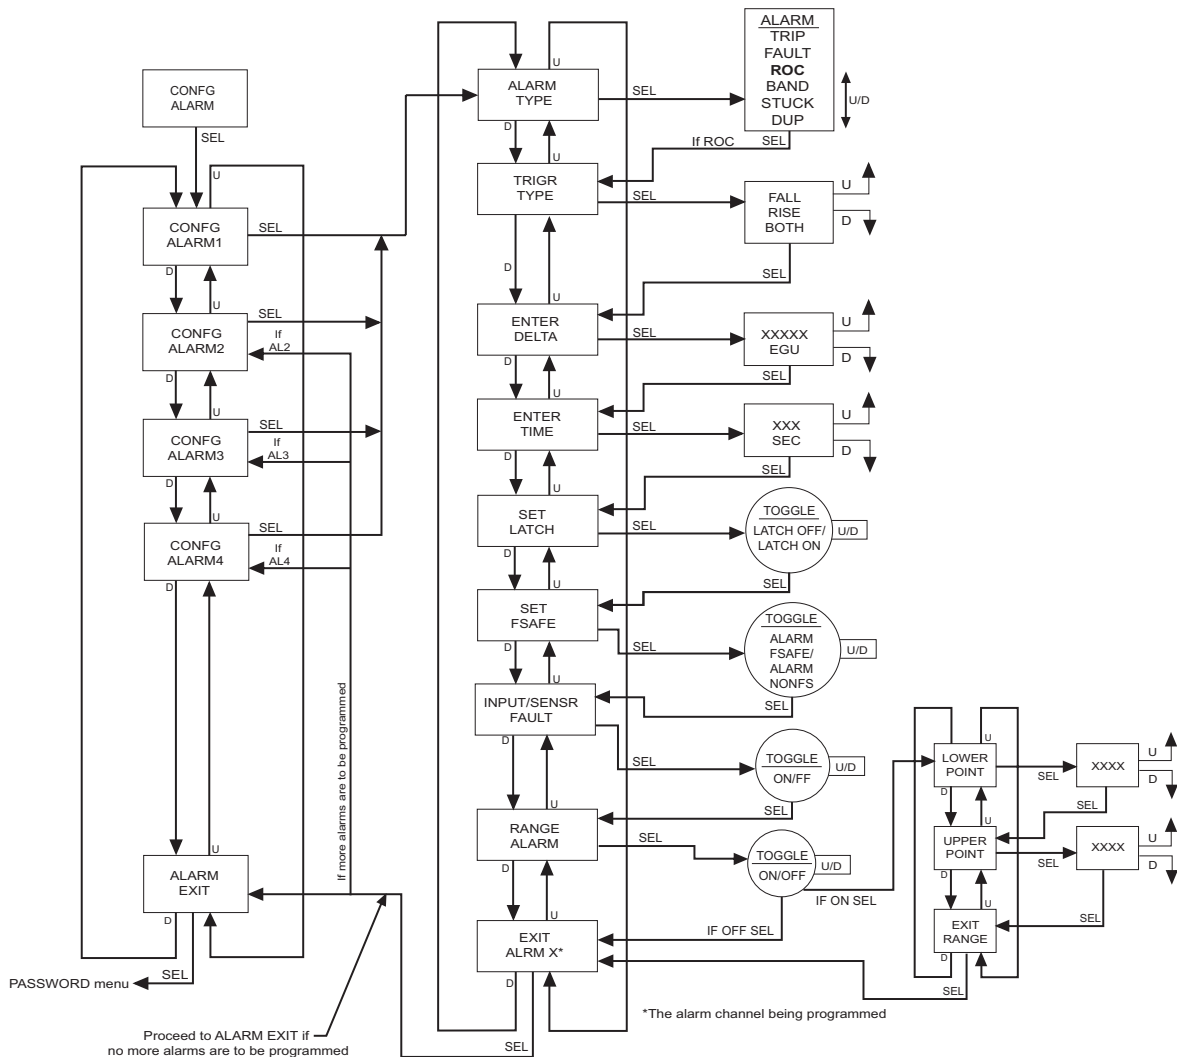 CONFG
ALARM
SEL
U
CONFG
ALARM1
SEL
D
U
CONFG
ALARM2
SEL
If
AL2
D
U
CONFG
ALARM3
SEL
If
AL3
D
U
CONFG
ALARM4
SEL
If
AL4
D
U
If more alarms are to be programmed
ALARM
EXIT
D
SEL
PASSWORD menu
Proceed to ALARM EXIT if
no more alarms are to be programmed
U
ALARM
TYPE
SEL
D
U
ALARM
TRIP
FAULT
ROC
BAND
STUCK
DUP
U/D
If ROC
SEL
TRIGR
TYPE
SEL
FALL
RISE
BOTH
U
D
SEL
D
U
ENTER
DELTA
SEL
XXXXX
EGU
U
D
SEL
D
U
ENTER
TIME
SEL
XXX
SEC
U
D
SEL
D
U
SET
LATCH
SEL
TOGGLE
LATCH OFF/
LATCH ON
U/D
SEL
D
U
SET
FSAFE
SEL
TOGGLE
ALARM
FSAFE/
ALARM
NONFS
U/D
SEL
D
U
INPUT/SENSR
FAULT
SEL
TOGGLE
ON/FF
U/D
SEL
D
U
RANGE
ALARM
SEL
TOGGLE
ON/OFF
U/D
IF ON SEL
IF OFF SEL
D
U
EXIT
ALRM X*
D
SEL
U
LOWER
POINT
SEL
XXXX
U
D
SEL
D
U
UPPER
POINT
SEL
XXXX
U
D
SEL
D
U
EXIT
RANGE
D
SEL
*The alarm channel being programmed